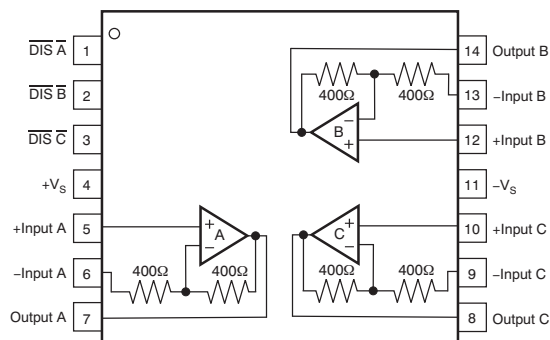 DIS A
1
DIS B
2
DIS C
3
+VS
4
+Input A
5
−Input A
6
Output A
7
14
Output B
13
−Input B
12
+Input B
11
−VS
10
+Input C
9
−Input C
8
Output C
400Ω
400Ω
−
B
+
+
A
−
400Ω
400Ω
+
C
−
400Ω
400Ω